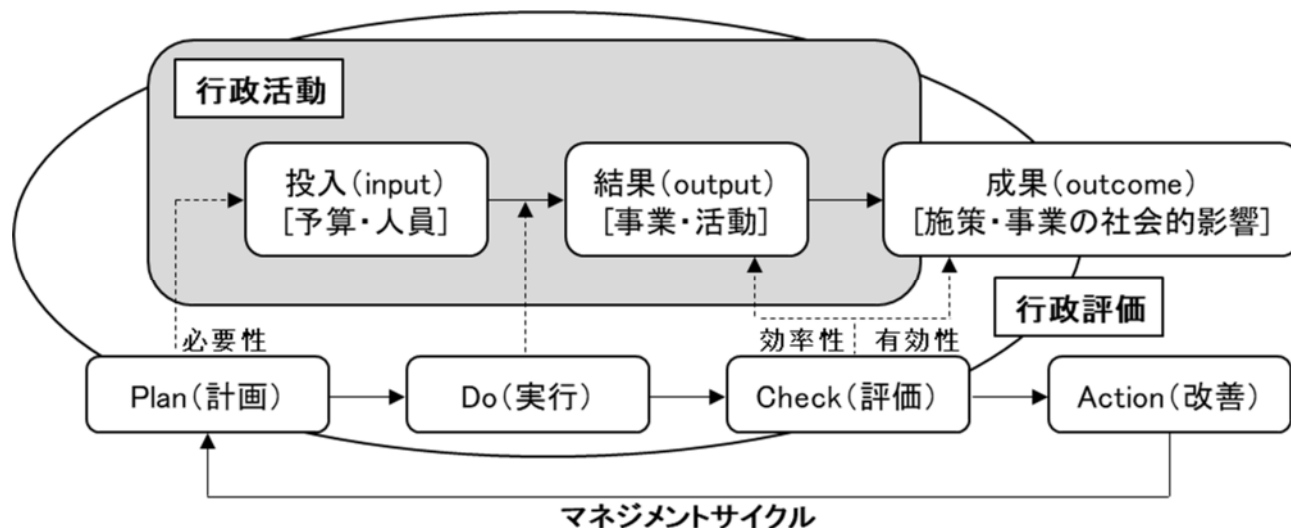 行政活動
投入(input)
[予算・人員]
結果(output)
[事業・活動]
成果(outcome)
[施策・事業の社会的影響]
行政評価
必要性
効率性
有効性
Plan(計画)
Do(実行)
Check(評価)
Action(改善)
マネジメントサイクル